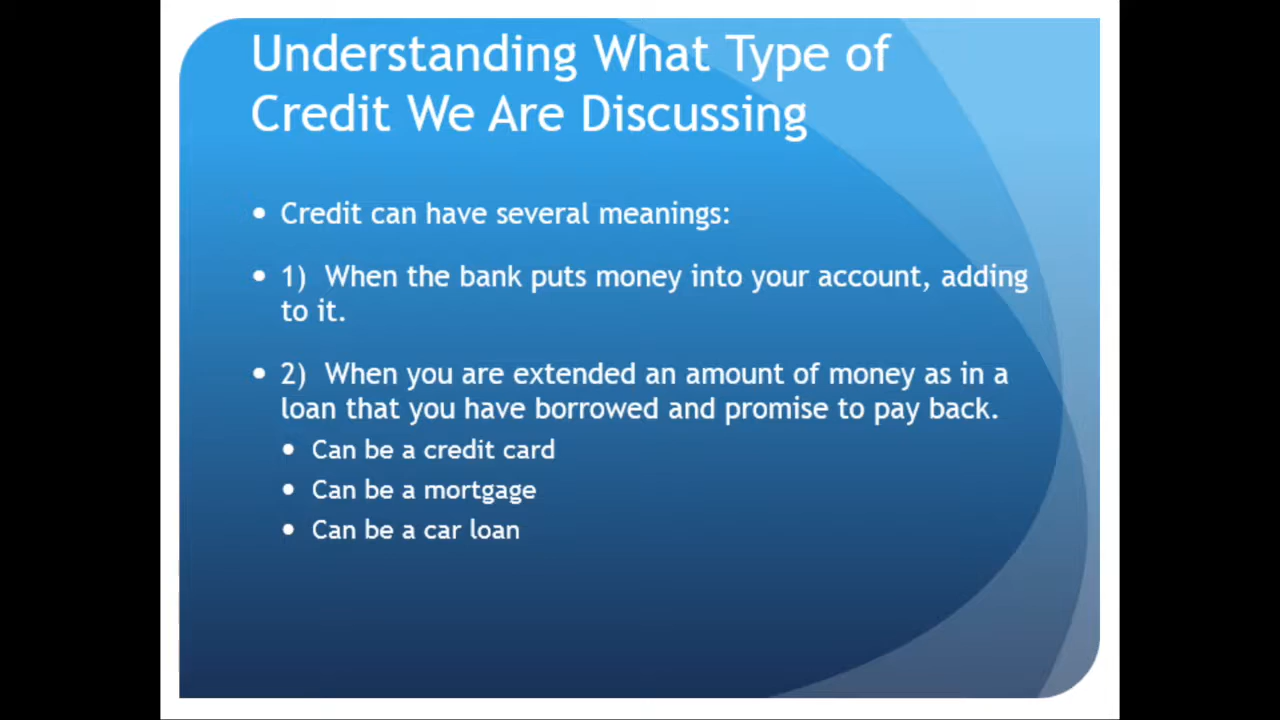 Understanding What Type of
Credit We Are Discussing
• Credit can have several meanings:
• 1) When the bank puts money into your account, adding
to it.
• 2) When you are extended an amount of money as in a
loan that you have borrowed and promise to pay back.
• Can be a credit card
• Can be a mortgage
• Can be a car loan